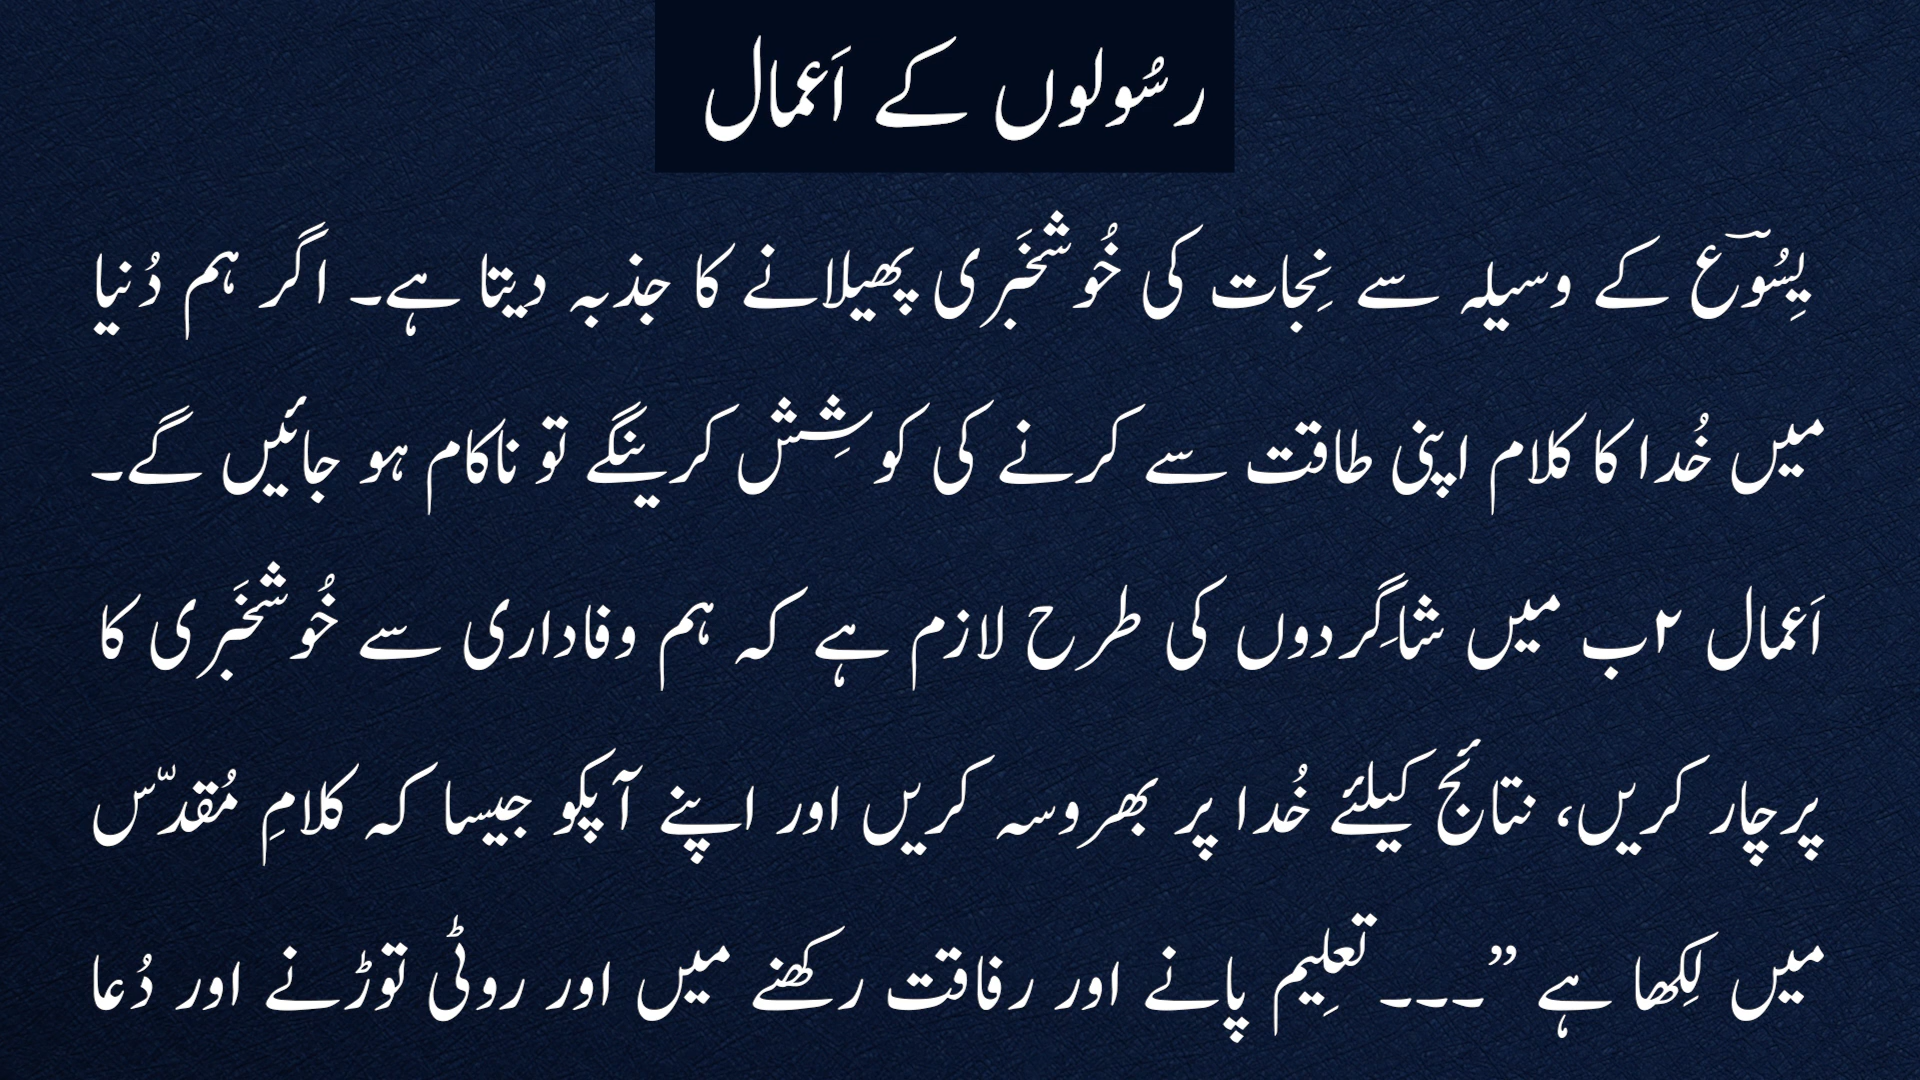 رسُولوں کے اَعمال
یِسُوؔع کے وسیلہ سے نِجات کی خُوشخَبری پھیلانے کا جذبہ دیتا ہے۔ اگر ہم دُنیا
میں خُدا کا کلام اپنی طاقت سے کرنے کی کوشِش کرینگے تو ناکام ہو جائیں گے۔
اَعمال ۲ب میں شاگِردوں کی طرح لازم ہے کہ ہم وفاداری سے خُوشخَبری کا
پرچار کریں، نتائج کیلئے خُدا پر بھروسہ کریں اور اپنے آپکو جیسا کہ کلامِ مُقدّس
میں لِکھا ہے ”۔۔۔ تعلِیم پانے اور رفاقت رکھنے میں اور روٹی توڑنے اور دُعا